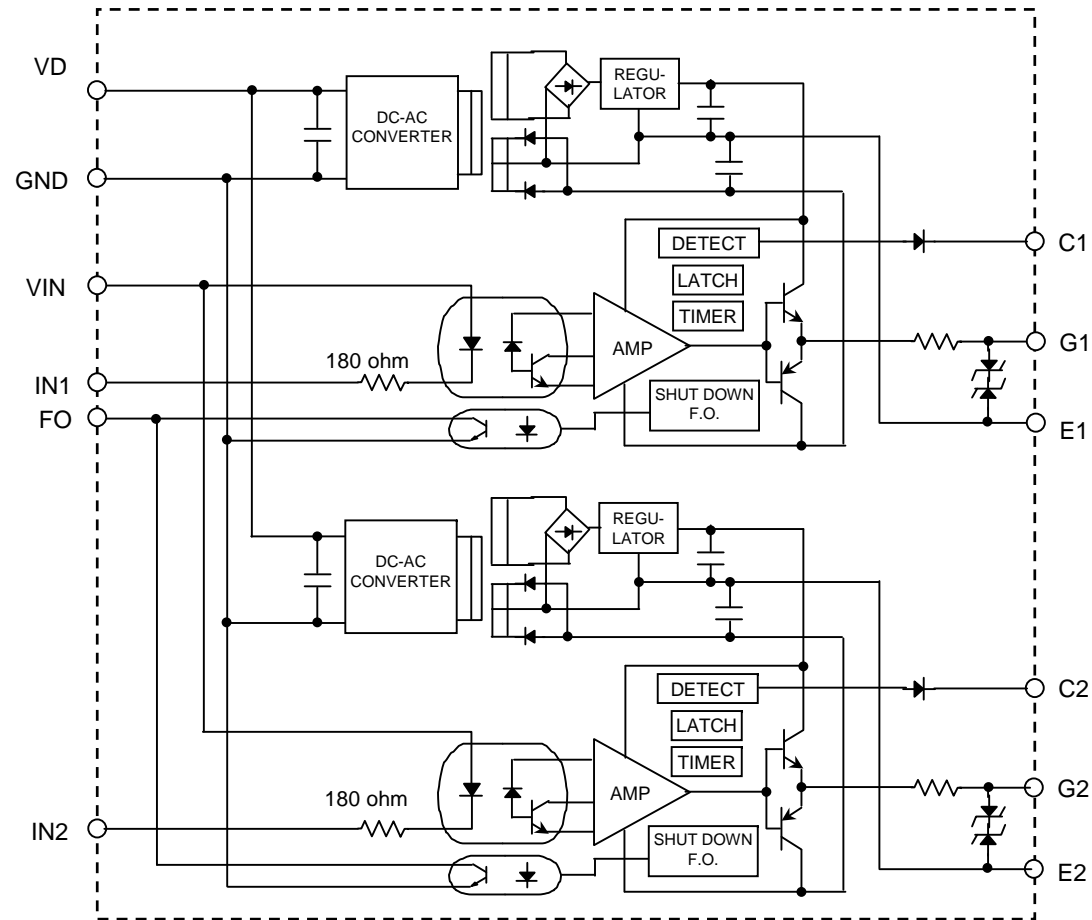 VD
REGU-
LATOR
DC-AC
CONVERTER
GND
C1
DETECT
VIN
LATCH
TIMER
AMP
G1
180 ohm
IN1
SHUT DOWN
F.O.
FO
E1
REGU-
LATOR
DC-AC
CONVERTER
C2
DETECT
LATCH
TIMER
AMP
G2
180 ohm
IN2
SHUT DOWN
F.O.
E2